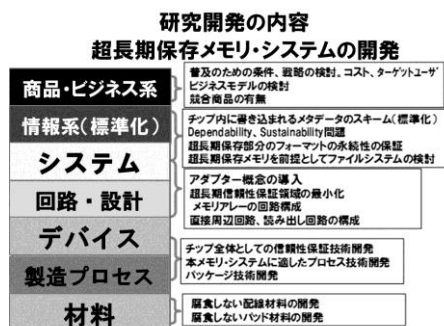 研究開発の内容
超長期保存メモリ・システムの開発
商品・ビジネス系
普及のための条件、戦略の検討。コスト、ターゲットユーザ
ビジネスモデルの検討
競合商品の有無
情報系(標準化)
チップ内に書き込まれるメタデータのスキーム(標準化)
Dependability、Sustainability問題
超長期保存部分のフォーマットの永続性の保証
超長期保存メモリを前提としてファイルシステムの検討
システム
回路・設計
アダプター概念の導入
超長期信頼性保証領域の最小化
メモリアレーの回路構成
直接周辺回路、読み出し回路の構成
デバイス
製造プロセス
チップ全体としての信頼性保証技術開発
本メモリ・システムに適したプロセス技術開発
パッケージ技術開発
材料
腐食しない配線材料の開発
腐食しないパッド材料の開発